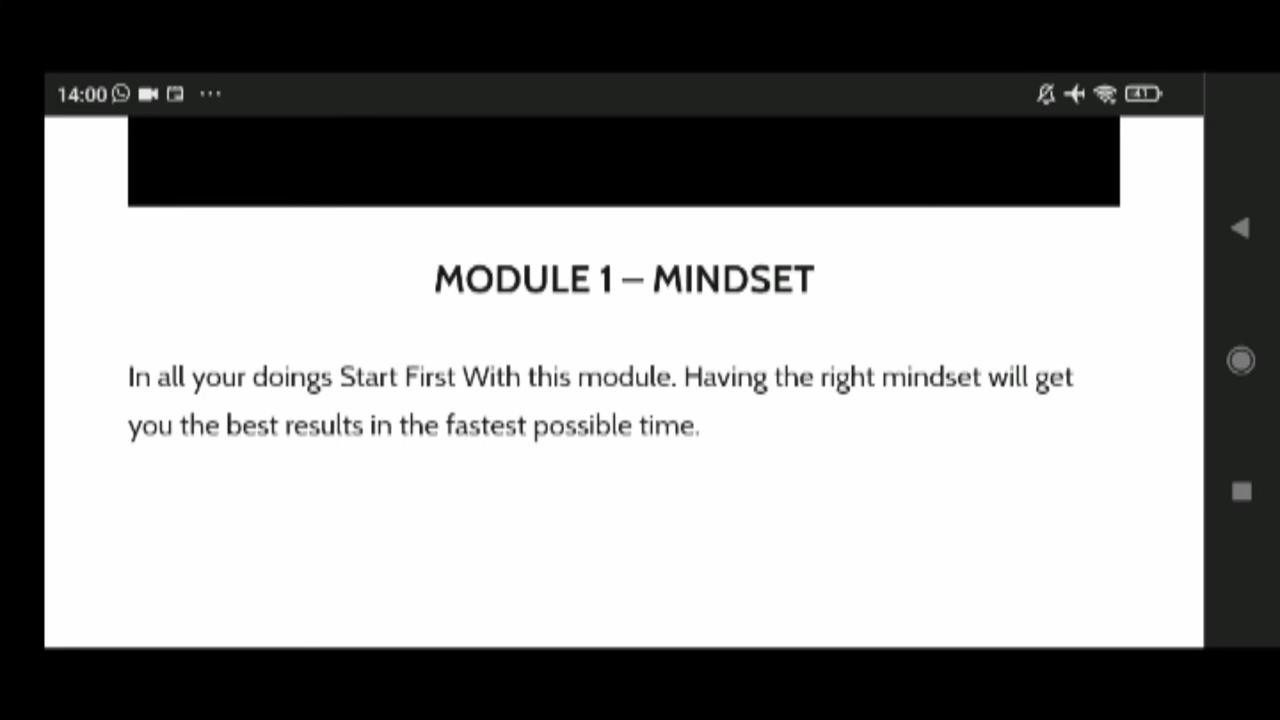 14:00
41
MODULE 1 – MINDSET
In all your doings Start First With this module. Having the right mindset will get
you the best results in the fastest possible time.